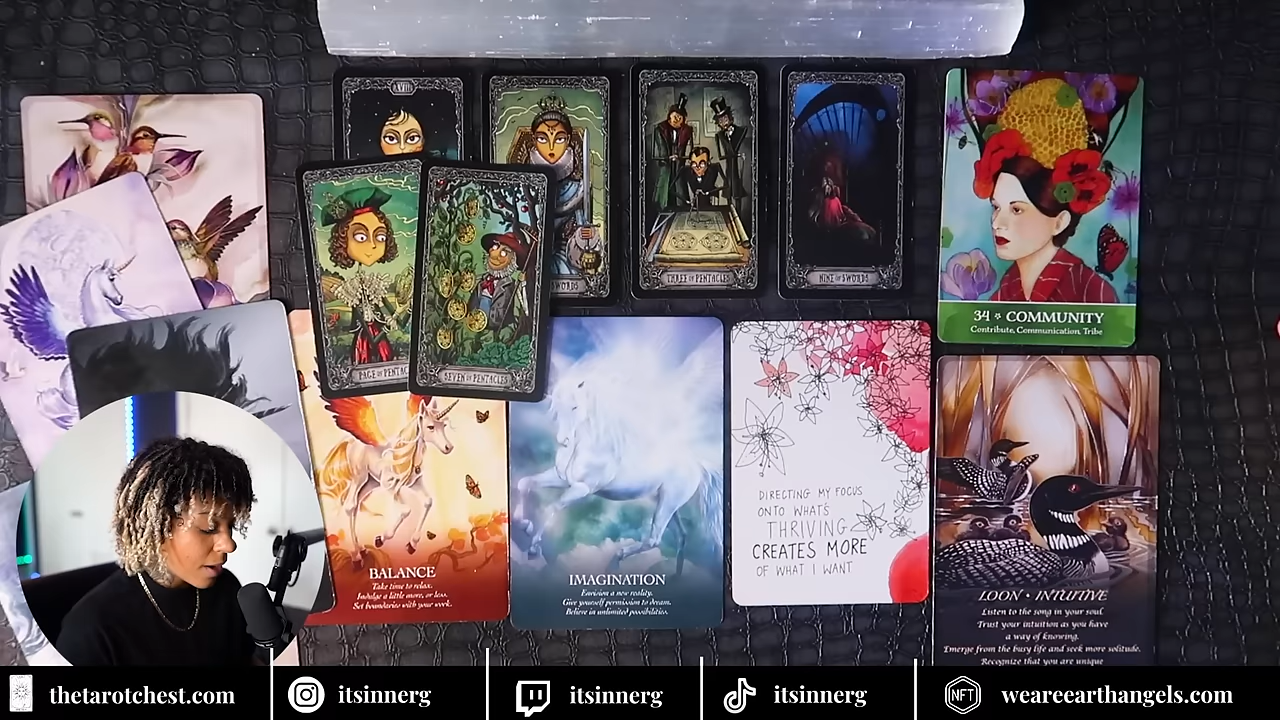 XVIII
WORDS
THREE OF PENTACLES
NINE OF SWORDS
PAGE OF PENTAC
SEVEN OF PENTACLES
34 COMMUNITY
Contribute, Communication, Tribe
BALANCE
Take time to relax.
Indulge a little more, or less.
Set boundaries with your work.
IMAGINATION
Envision a new reality.
Give yourself permission to dream.
Believe in unlimited possibilities.
DIRECTING MY FOCUS
ONTO WHAT'S
THRIVING
CREATES MORE
OF WHAT I WANT
LOON • INTUITIVE
Listen to the song in your soul.
Trust your intuition as you have
a way of knowing.
Emerge from the busy life and seek more solitude.
Recognize that you are unique
thetarotchest.com
itsinnerg
itsinnerg
itsinnerg
NFT
weareearthangels.com